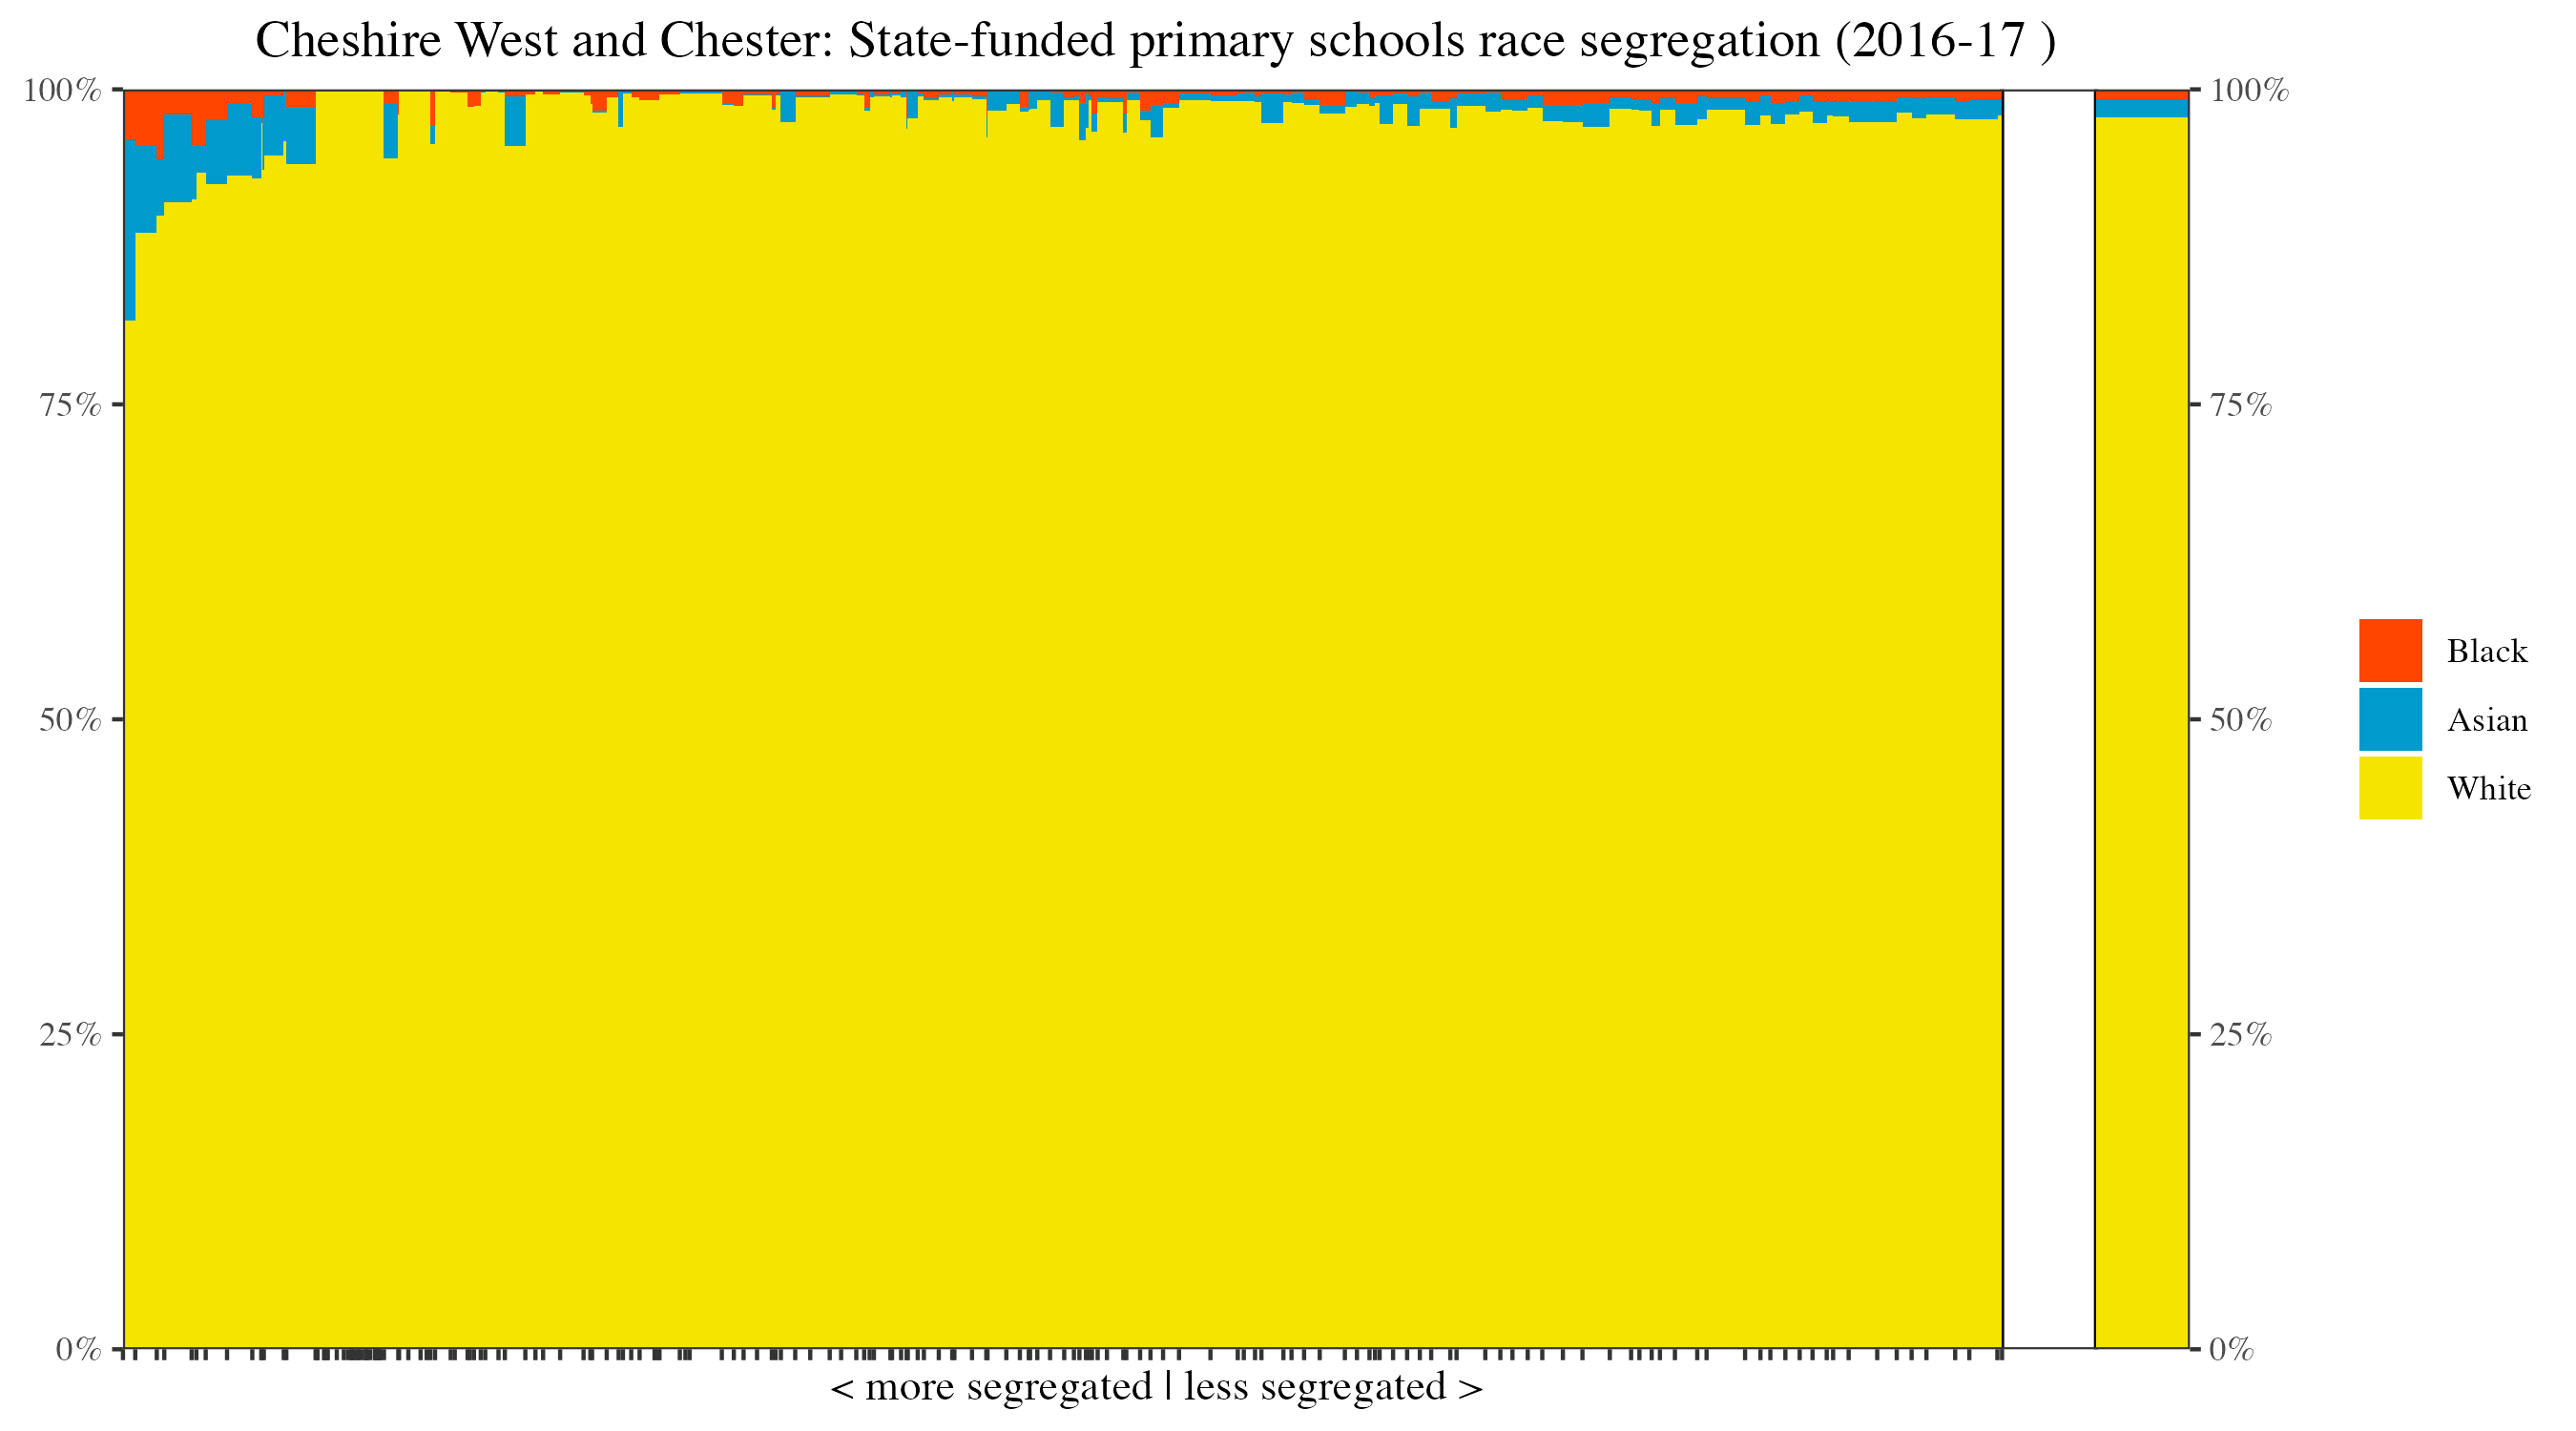 Cheshire West and Chester: State-funded primary schools race segregation (2016-17 )
100%
75%
50%
25%
0%
100%
75%
50%
25%
0%
Black
Asian
White
< more segregated | less segregated >